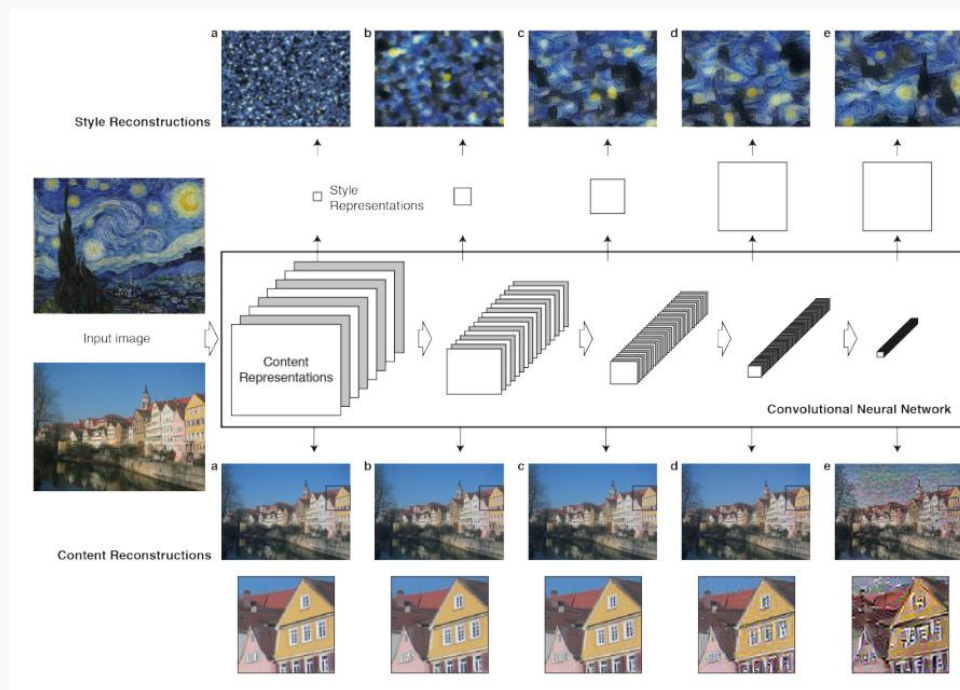 a b c d e
Style Reconstructions
Style
Representations
Input image
Content
Representations
Convolutional Neural Network
a b c d e
Content Reconstructions